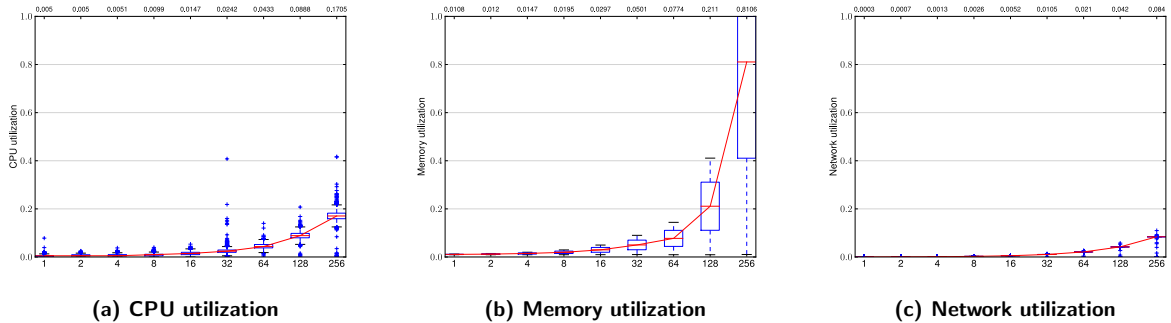 0.005 0.005 0.0051 0.0099 0.0147 0.0242 0.0433 0.0888 0.1705
1.0
0.8
0.6
0.4
0.2
0.0
CPU utilization
1 2 4 8 16 32 64 128 256
(a) CPU utilization
0.0108 0.012 0.0147 0.0195 0.0297 0.0501 0.0774 0.211 0.8106
1.0
0.8
0.6
0.4
0.2
0.0
Memory utilization
1 2 4 8 16 32 64 128 256
(b) Memory utilization
0.0003 0.0007 0.0013 0.0026 0.0052 0.0105 0.021 0.042 0.084
1.0
0.8
0.6
0.4
0.2
0.0
Network utilization
1 2 4 8 16 32 64 128 256
(c) Network utilization